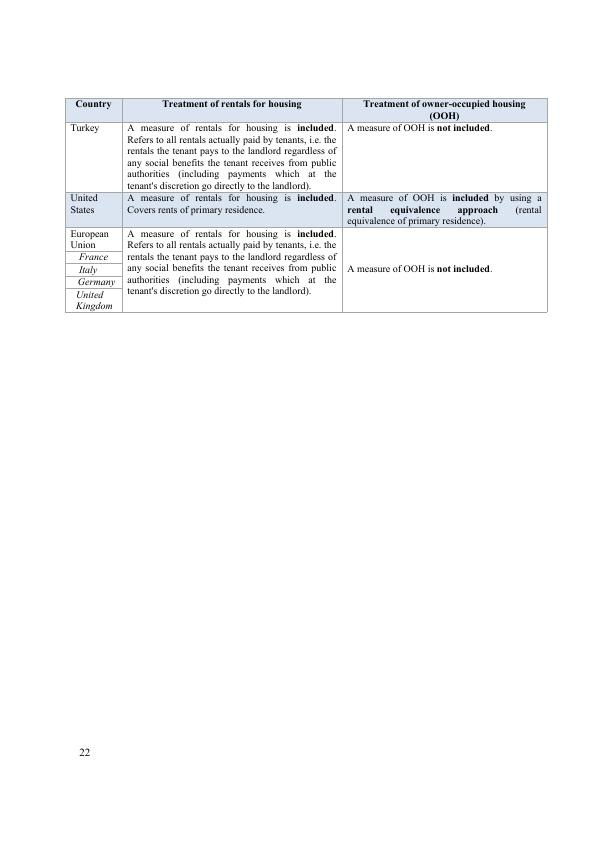 Country
Treatment of rentals for housing
Treatment of owner-occupied housing
(OOH)
Turkey
A measure of rentals for housing is included.
Refers to all rentals actually paid by tenants, i.e. the
rentals the tenant pays to the landlord regardless of
any social benefits the tenant receives from public
authorities (including payments which at the
tenant's discretion go directly to the landlord).
A measure of OOH is not included.
United
States
A measure of rentals for housing is included.
Covers rents of primary residence.
A measure of OOH is included by using a
rental equivalence approach (rental
equivalence of primary residence).
European
Union
France
Italy
Germany
United
Kingdom
A measure of rentals for housing is included.
Refers to all rentals actually paid by tenants, i.e. the
rentals the tenant pays to the landlord regardless of
any social benefits the tenant receives from public
authorities (including payments which at the
tenant's discretion go directly to the landlord).
A measure of OOH is not included.
22